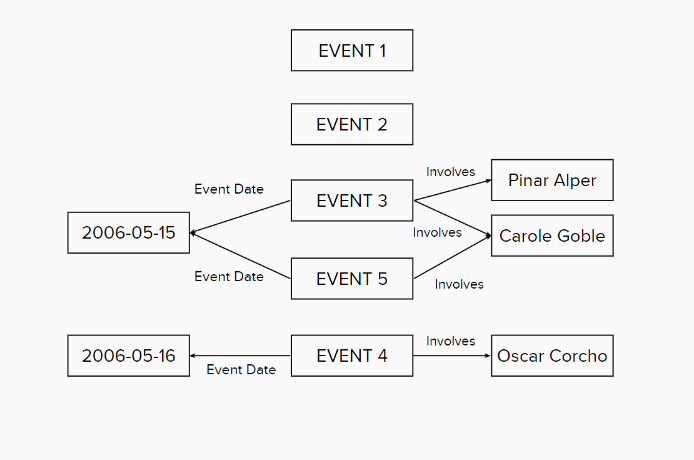 EVENT 1
EVENT 2
Involves
Pinar Alper
Event Date
EVENT 3
2006-05-15
Involves
Carole Goble
Event Date
EVENT 5
Involves
2006-05-16
EVENT 4
Involves
Oscar Corcho
Event Date